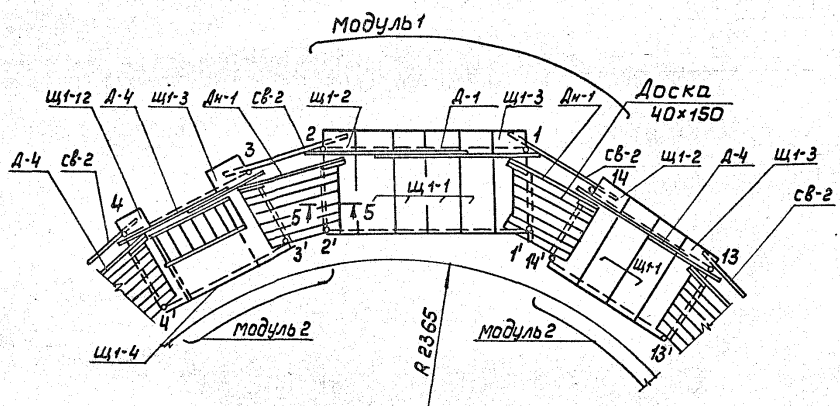 Модуль 1
Щ1-12
Д-4
Щ1-3
Дн-1
св-2
Щ1-2
Д-1
Щ1-3
Дн-1
Доска
40×150
Д-4
св-2
4
3
2
1
св-2
14
Щ1-2
Д-4
Щ1-3
св-2
13
Щ1-1
5
5
Щ1-1
4'
3'
2'
1'
14'
13'
Щ1-4
модуль 2
R 2365
модуль 2